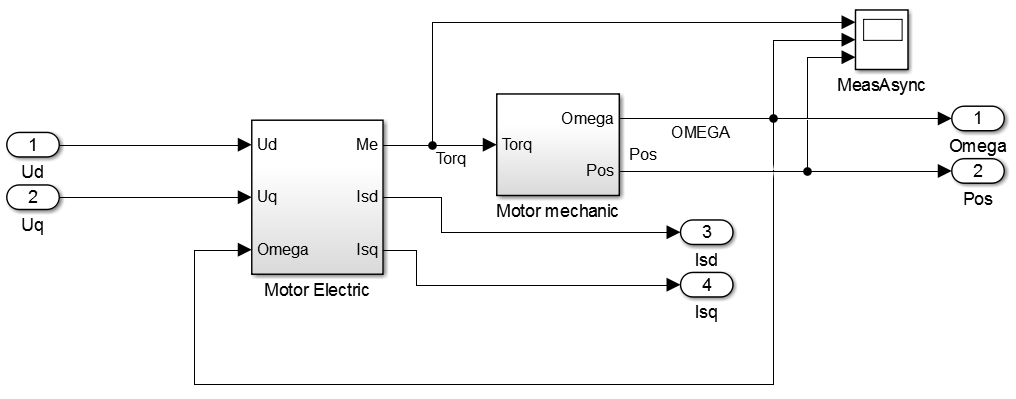 MeasAsync
Omega
OMEGA
1
Omega
1
Ud
Ud
Me
Torq
Torq
Pos
Pos
2
Pos
Motor mechanic
2
Uq
Uq
Isd
3
Isd
Omega
Isq
4
Isq
Motor Electric